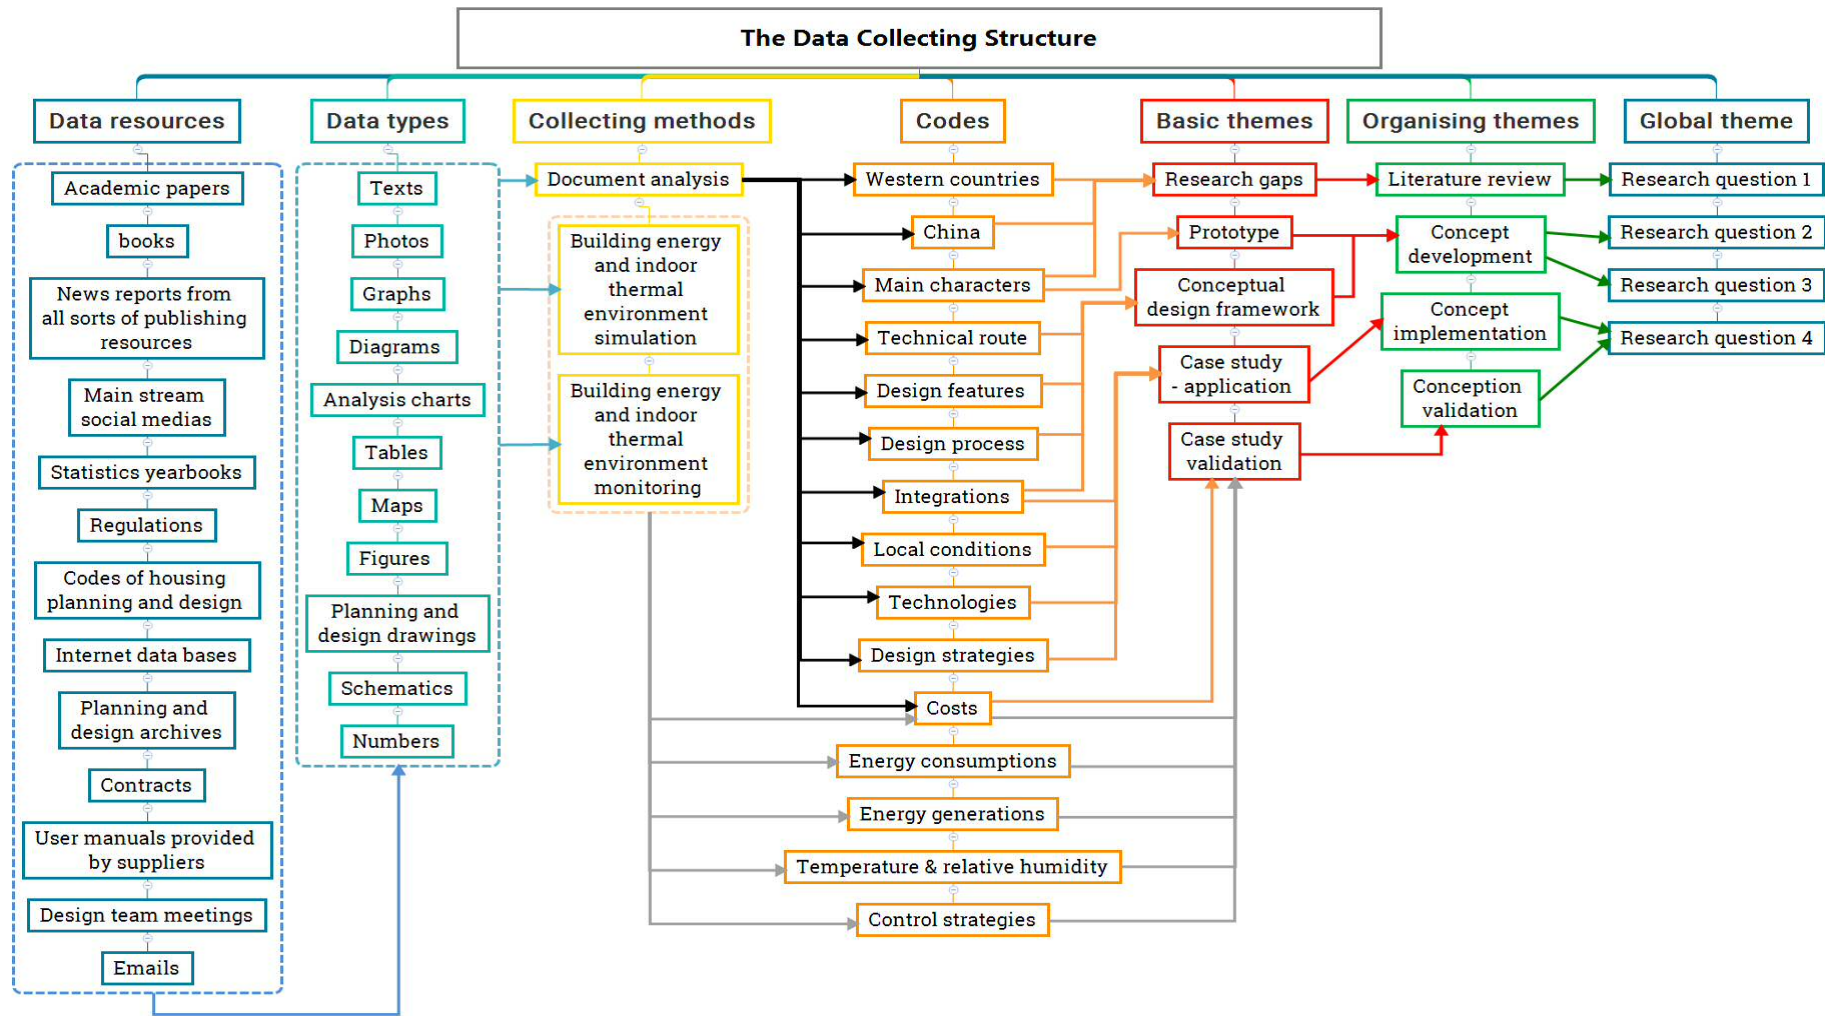 The Data Collecting Structure
Data resources
Academic papers
books
News reports from
all sorts of publishing
resources
Main stream
social medias
Statistics yearbooks
Regulations
Codes of housing
planning and design
Internet data bases
Planning and
design archives
Contracts
User manuals provided
by suppliers
Design team meetings
Emails
Data types
Texts
Photos
Graphs
Diagrams
Analysis charts
Tables
Maps
Figures
Planning and
design drawings
Schematics
Numbers
Collecting methods
Document analysis
Building energy
and indoor
thermal
environment
simulation
Building energy
and indoor
thermal
environment
monitoring
Codes
Western countries
China
Main characters
Technical route
Design features
Design process
Integrations
Local conditions
Technologies
Design strategies
Costs
Energy consumptions
Energy generations
Temperature & relative humidity
Control strategies
Basic themes
Research gaps
Prototype
Conceptual
design framework
Case study
- application
Case study
validation
Organising themes
Literature review
Concept
development
Concept
implementation
Conception
validation
Global theme
Research question 1
Research question 2
Research question 3
Research question 4